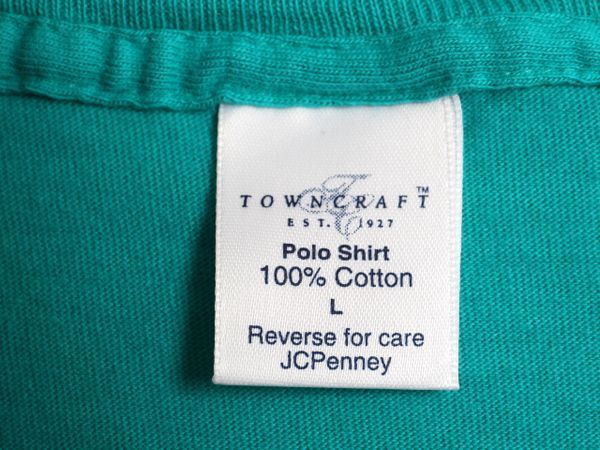 TOWNCRAFT™
EST. 1927
Polo Shirt
100% Cotton
L
Reverse for care
JCPenney